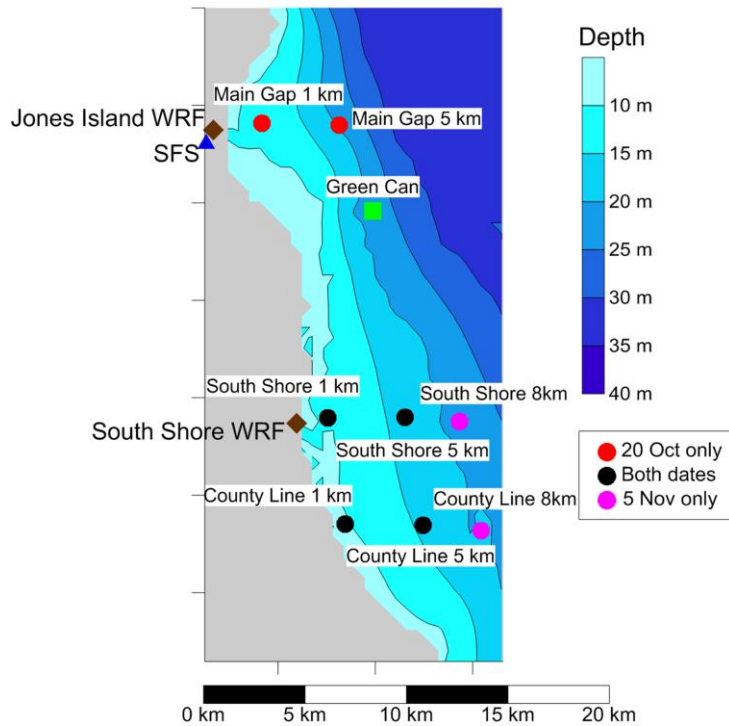 Depth
Main Gap 1 km
Jones Island WRF
Main Gap 5 km
SFS
Green Can
10 m
15 m
20 m
25 m
30 m
35 m
40 m
South Shore 1 km
South Shore 8km
South Shore WRF
South Shore 5 km
County Line 1 km
County Line 8km
County Line 5 km
20 Oct only
Both dates
5 Nov only
0 km
5 km
10 km
15 km
20 km